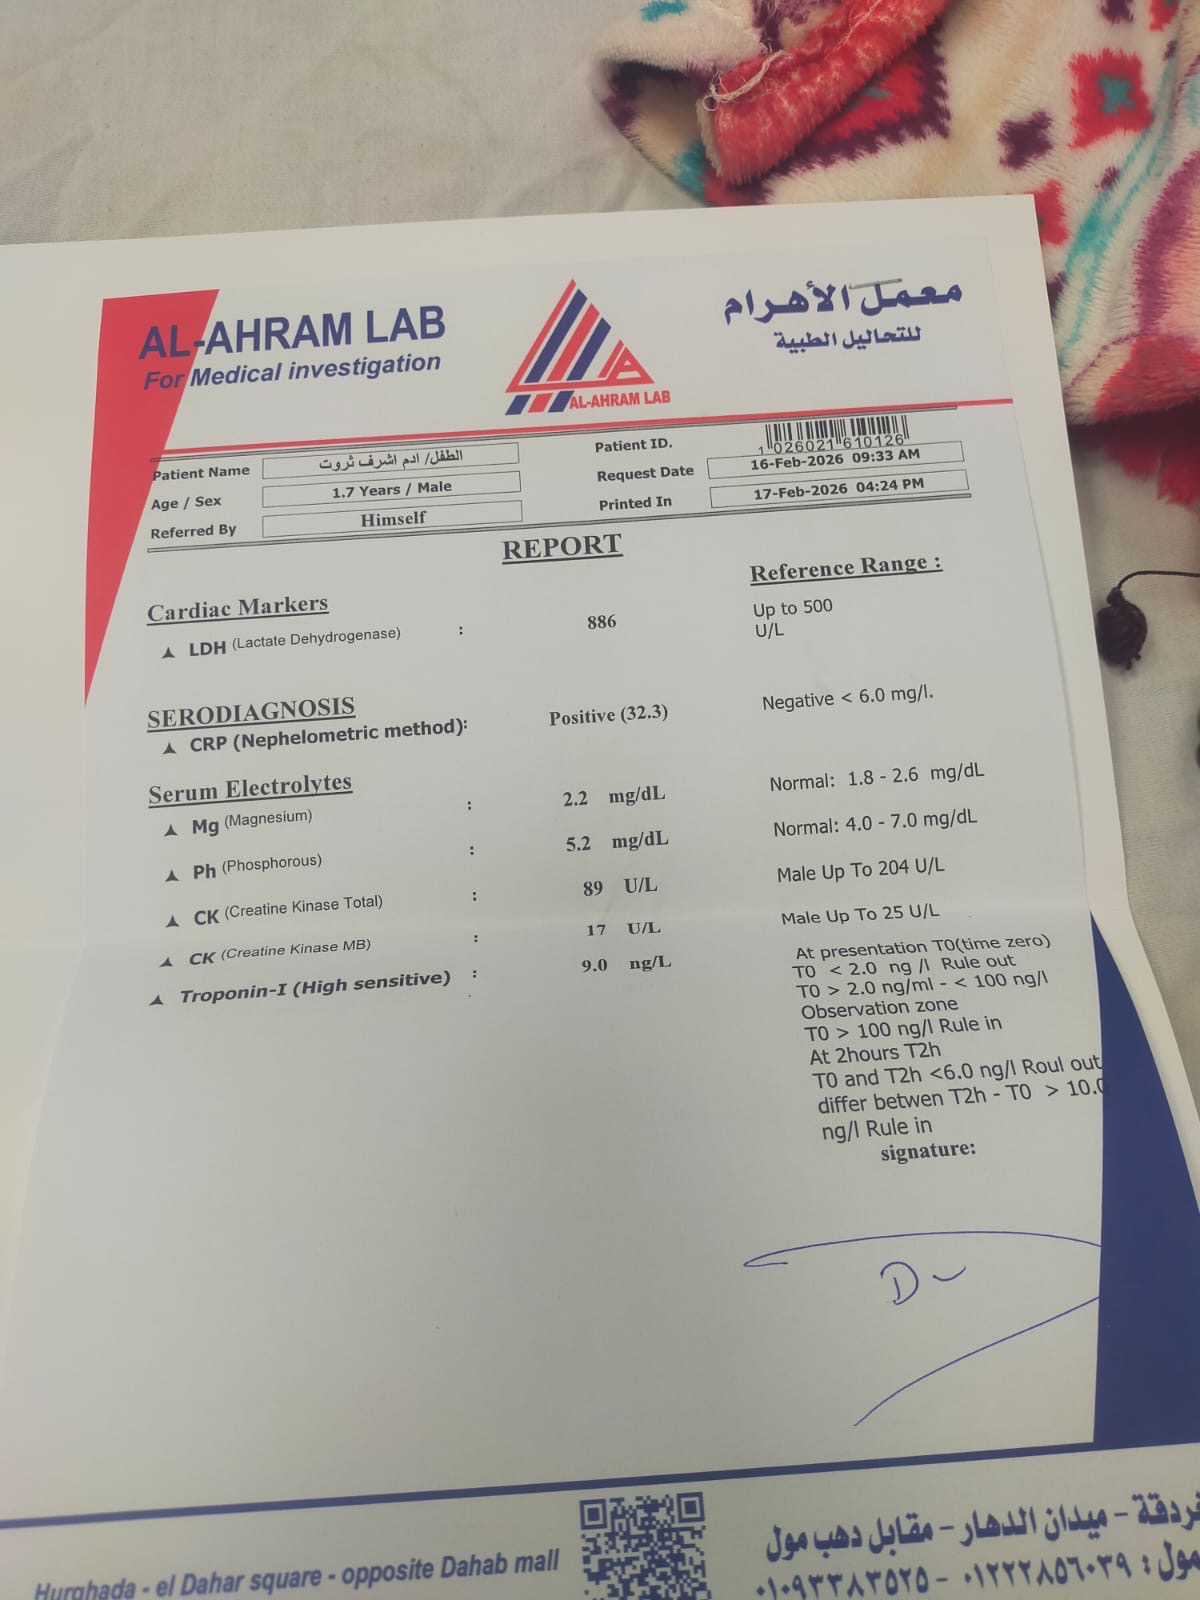 AL-AHRAM LAB
For Medical investigation
AL-AHRAM LAB
معمل الأهرام
للتحاليل الطبية
Patient Name الطفل/ ادم اشرف ثروت
Age / Sex 1.7 Years / Male
Referred By Himself
Patient ID. 1 026021 610126
Request Date 16-Feb-2026 09:33 AM
Printed In 17-Feb-2026 04:24 PM
REPORT
Reference Range :
Cardiac Markers
LDH (Lactate Dehydrogenase) : 886 Up to 500
U/L
SERODIAGNOSIS
CRP (Nephelometric method): Positive (32.3) Negative < 6.0 mg/l.
Serum Electrolytes
Mg (Magnesium) : 2.2 mg/dL Normal: 1.8 - 2.6 mg/dL
Ph (Phosphorous) : 5.2 mg/dL Normal: 4.0 - 7.0 mg/dL
CK (Creatine Kinase Total) : 89 U/L Male Up To 204 U/L
CK (Creatine Kinase MB) : 17 U/L Male Up To 25 U/L
Troponin-I (High sensitive) : 9.0 ng/L At presentation T0(time zero)
T0 < 2.0 ng /l Rule out
T0 > 2.0 ng/ml - < 100 ng/l
Observation zone
T0 > 100 ng/l Rule in
At 2hours T2h
T0 and T2h <6.0 ng/l Roul out
differ betwen T2h - T0 > 10.0
ng/l Rule in
signature:
Hurghada - el Dahar square - opposite Dahab mall
ميدان الدهار - مقابل دهب مول
٠١٠٩٣٣٨٣٥٢٥ - ٠١٢٢٢٨٥٦٠٣٩